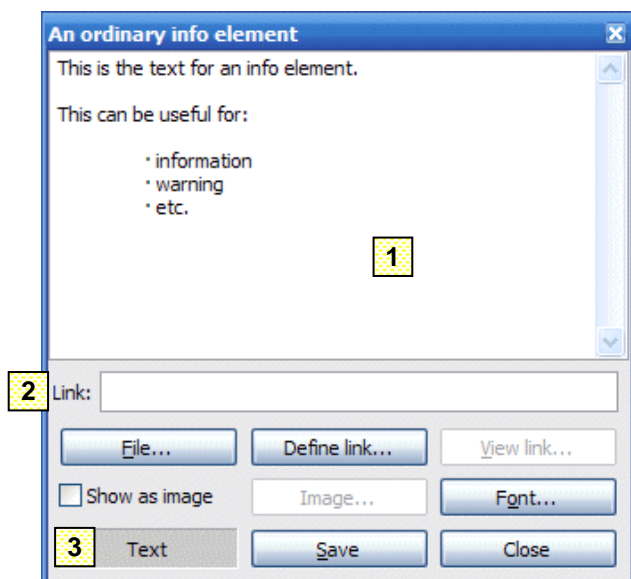 An ordinary info element
This is the text for an info element.
This can be useful for:
· information
· warning
· etc.
1
2 Link:
File... Define link... View link...
Show as image Image... Font...
3 Text Save Close